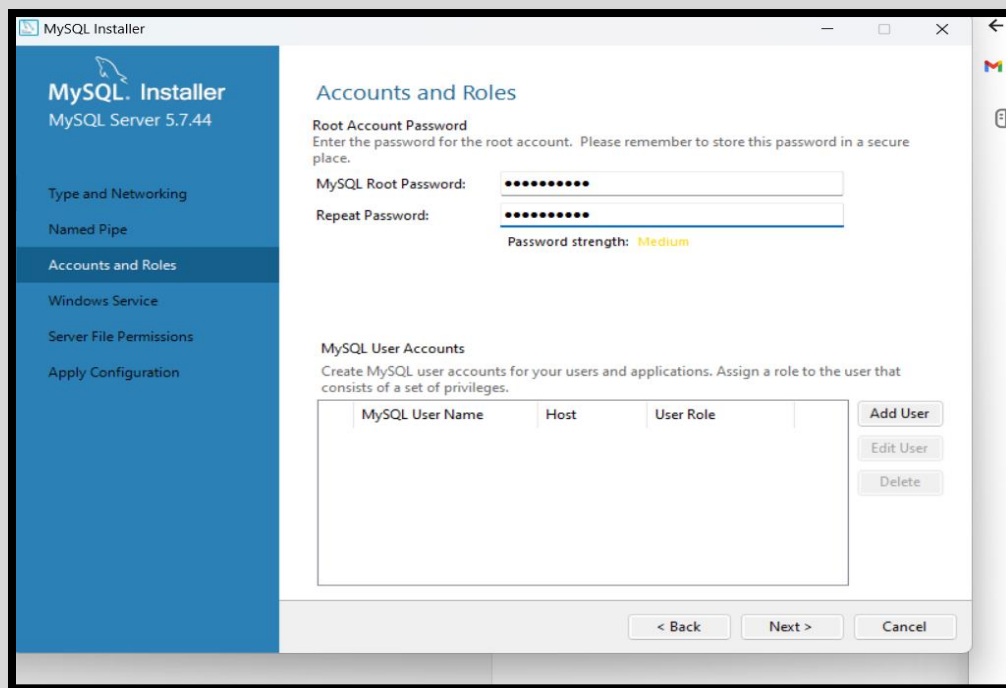 MySQL Installer
MySQL. Installer
MySQL Server 5.7.44
Type and Networking
Named Pipe
Accounts and Roles
Windows Service
Server File Permissions
Apply Configuration
Accounts and Roles
Root Account Password
Enter the password for the root account. Please remember to store this password in a secure
place.
MySQL Root Password: ●●●●●●●●●●
Repeat Password: ●●●●●●●●●●
Password strength: Medium
MySQL User Accounts
Create MySQL user accounts for your users and applications. Assign a role to the user that
consists of a set of privileges.
MySQL User Name Host User Role
Add User
Edit User
Delete
< Back Next > Cancel